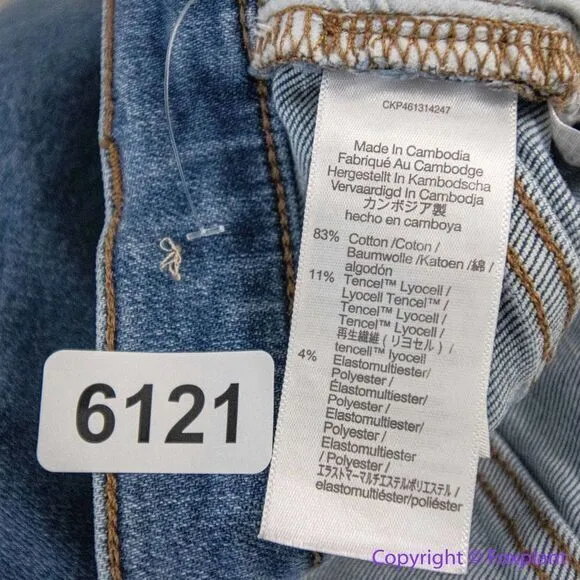 CKP461314247
Made In Cambodia
Fabriqué Au Cambodge
Hergestellt In Kambodscha
Vervaardigd In Cambodja
カンボジア製
hecho en camboya
83% Cotton /Coton /
Baumwolle /Katoen /綿 /
algodón
11% Tencel™ Lyocell /
Lyocell Tencel™ /
Tencel™ Lyocell /
Tencel™ Lyocell /
再生繊維 (リヨセル) /
tencell™ lyocell
4% Elastomultiester /
Polyester /
Élastomultiester /
Polyester /
Elastomultiester/
Polyester /
Elastomultiester
/ Polyester /
エラストマーマルチエステル/ポリエステル /
elastomultiéster/poliéster
6121
Copyright © Foxplam